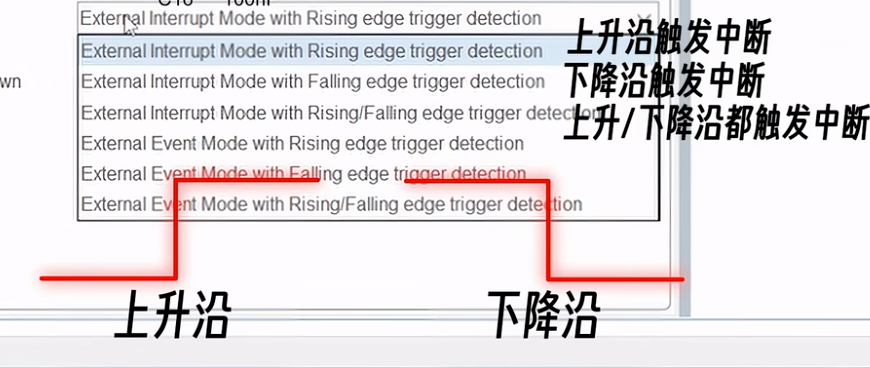 External Interrupt Mode with Rising edge trigger detection
External Interrupt Mode with Rising edge trigger detection
上升沿触发中断
wn
External Interrupt Mode with Falling edge trigger detection
下降沿触发中断
External Interrupt Mode with Rising/Falling edge trigger detection
上升/下降沿都触发中断
External Event Mode with Rising edge trigger detection
External Event Mode with Falling edge trigger detection
External Event Mode with Rising/Falling edge trigger detection
上升沿
下降沿